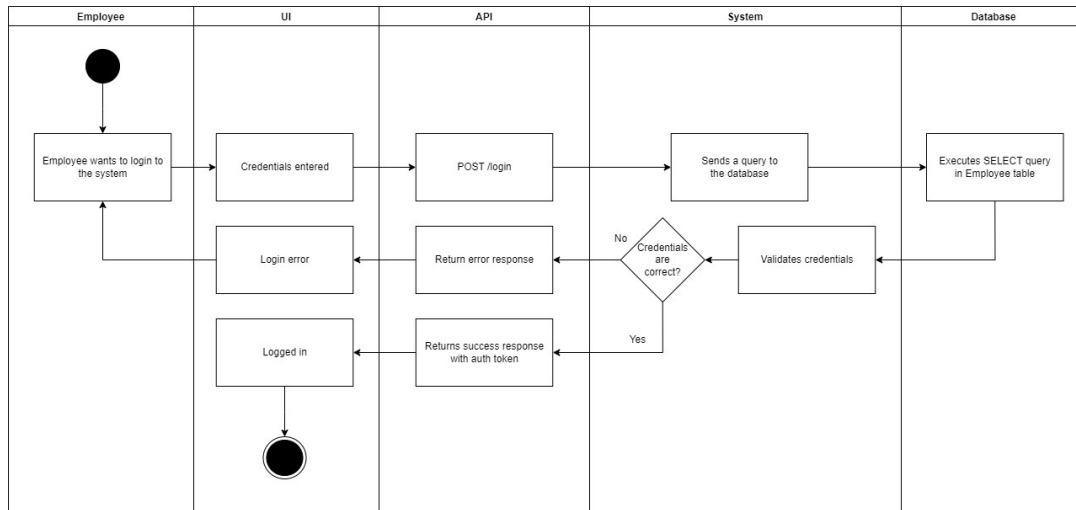 Employee
UI
API
System
Database
Employee wants to login to
the system
Credentials entered
POST /login
Sends a query to
the database
Executes SELECT query
in Employee table
Login error
Return error response
No
Credentials
are
correct?
Validates credentials
Logged in
Returns success response
with auth token
Yes